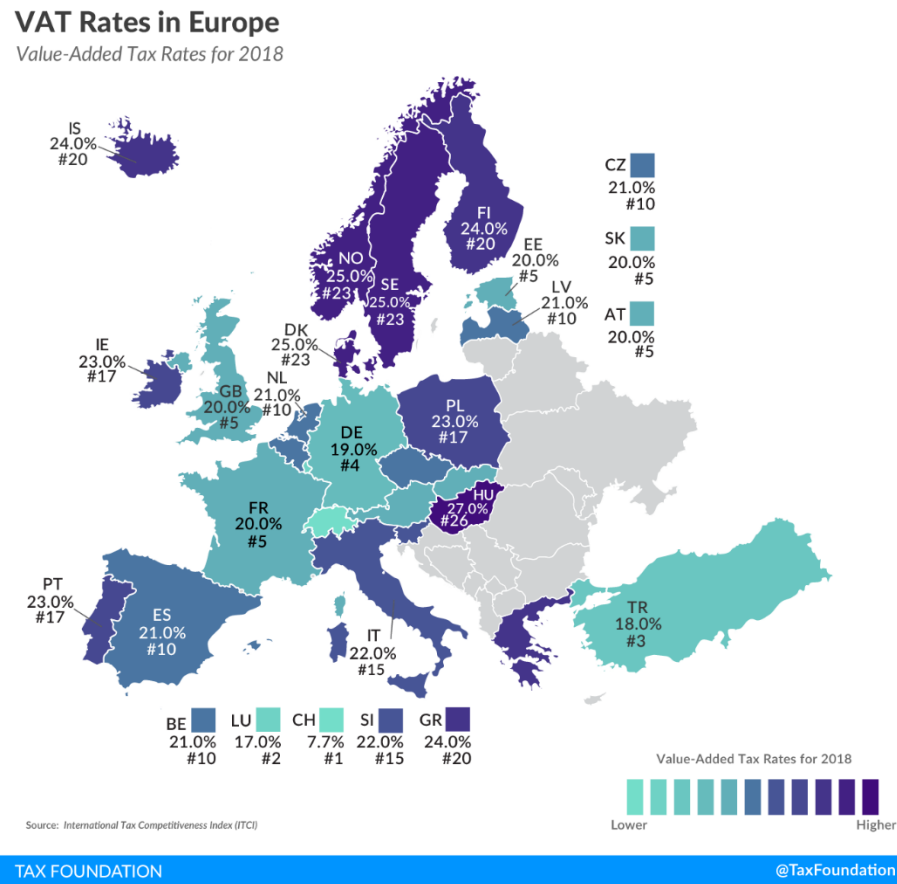 VAT Rates in Europe
Value-Added Tax Rates for 2018
IS
24.0%
#20
FI
24.0%
#20
CZ
21.0%
#10
SK
20.0%
#5
AT
20.0%
#5
EE
20.0%
#5
LV
21.0%
#10
NO
25.0%
#23
SE
25.0%
#23
DK
25.0%
#23
IE
23.0%
#17
GB
20.0%
#5
NL
21.0%
#10
DE
19.0%
#4
PL
23.0%
#17
HU
27.0%
#26
FR
20.0%
#5
PT
23.0%
#17
ES
21.0%
#10
IT
22.0%
#15
TR
18.0%
#3
BE
21.0%
#10
LU
17.0%
#2
CH
7.7%
#1
SI
22.0%
#15
GR
24.0%
#20
Value-Added Tax Rates for 2018
Lower
Higher
Source: International Tax Competitiveness Index (ITCI)
TAX FOUNDATION
@TaxFoundation